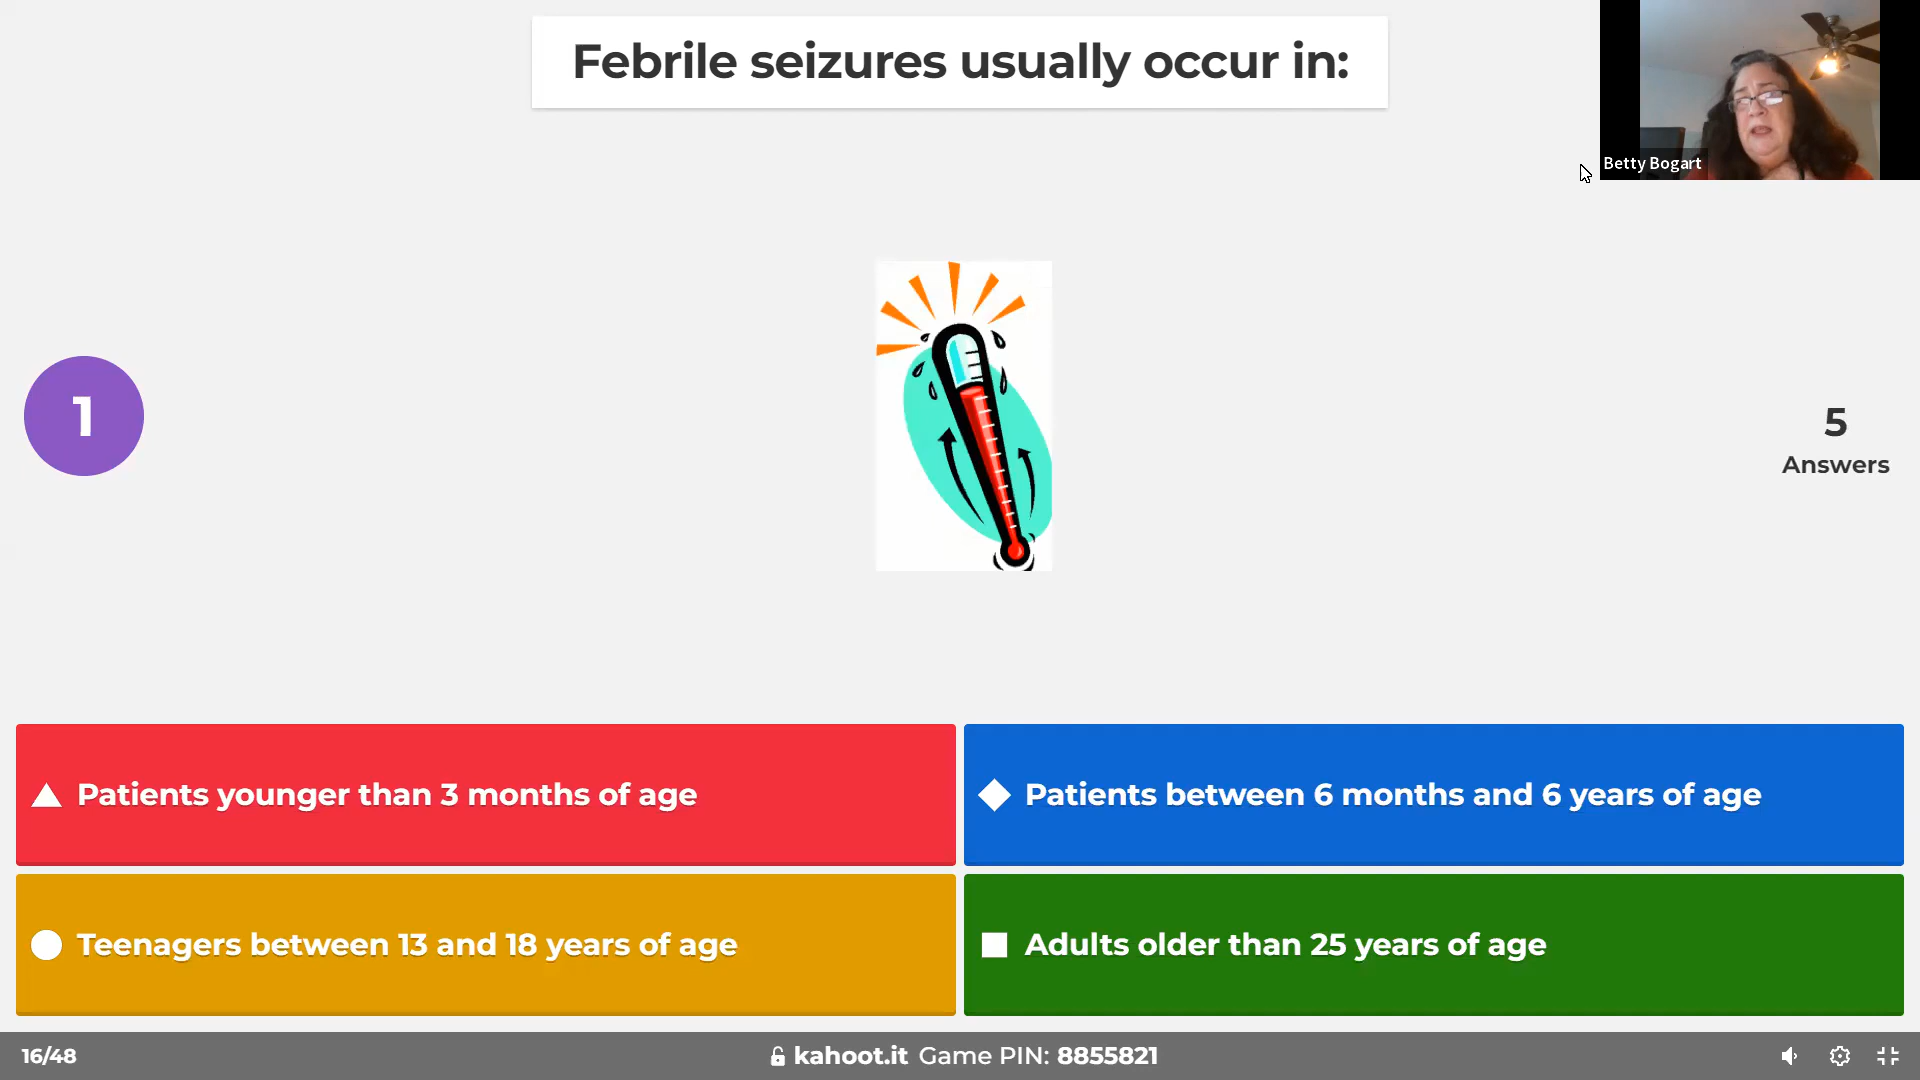 Febrile seizures usually occur in:
Betty Bogart
1
5
Answers
Patients younger than 3 months of age
Patients between 6 months and 6 years of age
Teenagers between 13 and 18 years of age
Adults older than 25 years of age
16/48
kahoot.it Game PIN: 8855821